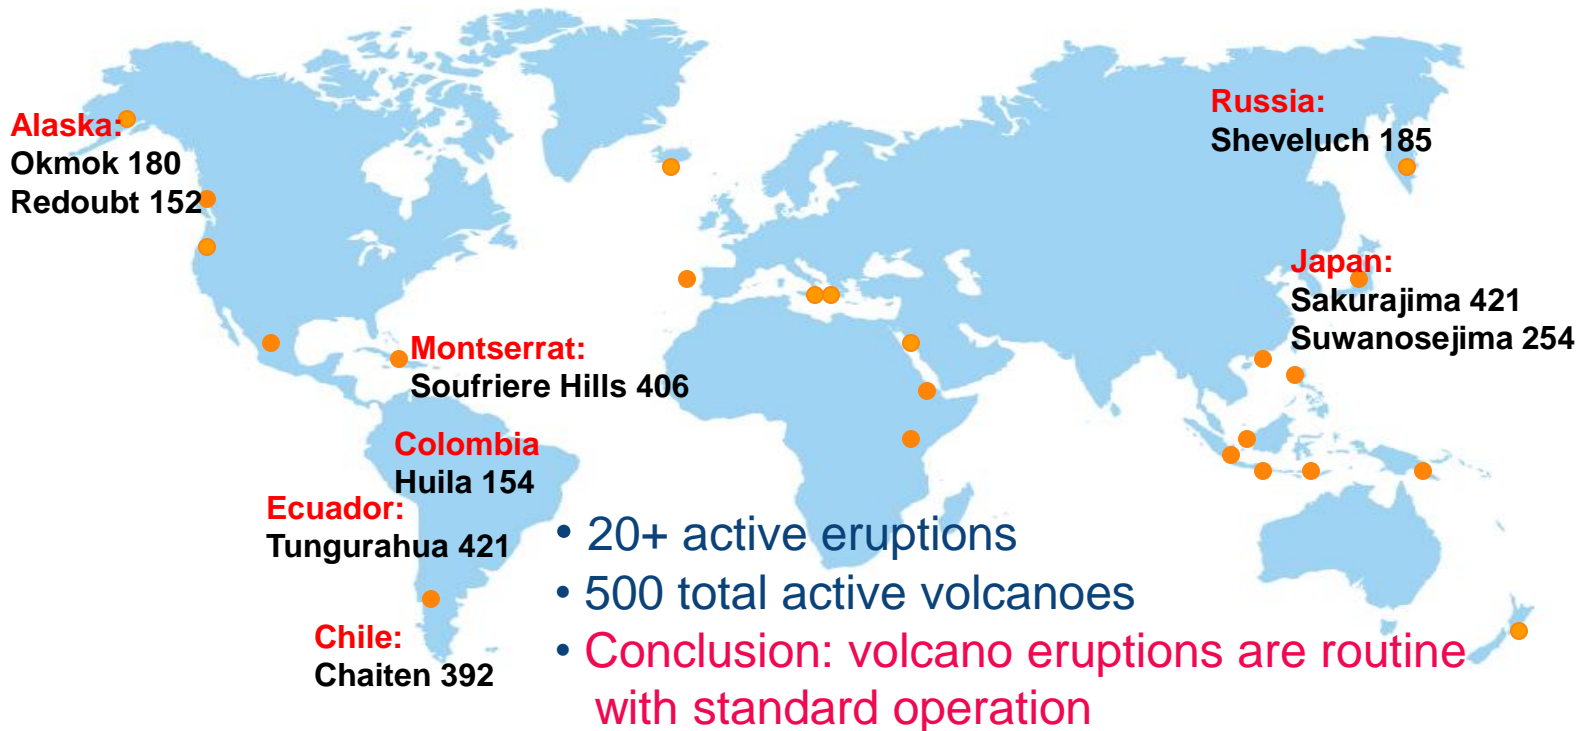 Alaska:
Okmok 180
Redoubt 152
Russia:
Sheveluch 185
Japan:
Sakurajima 421
Suwanosejima 254
Montserrat:
Soufriere Hills 406
Colombia
Huila 154
Ecuador:
Tungurahua 421
Chile:
Chaiten 392
• 20+ active eruptions
• 500 total active volcanoes
• Conclusion: volcano eruptions are routine
with standard operation